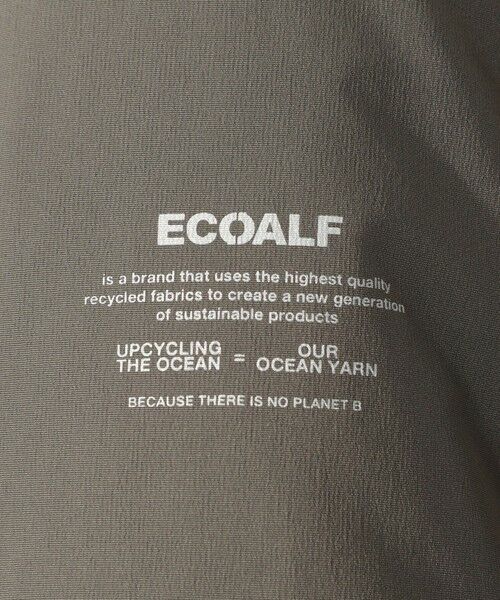 ECOALF
is a brand that uses the highest quality
recycled fabrics to create a new generation
of sustainable products
UPCYCLING
THE OCEAN
=
OUR
OCEAN YARN
BECAUSE THERE IS NO PLANET B